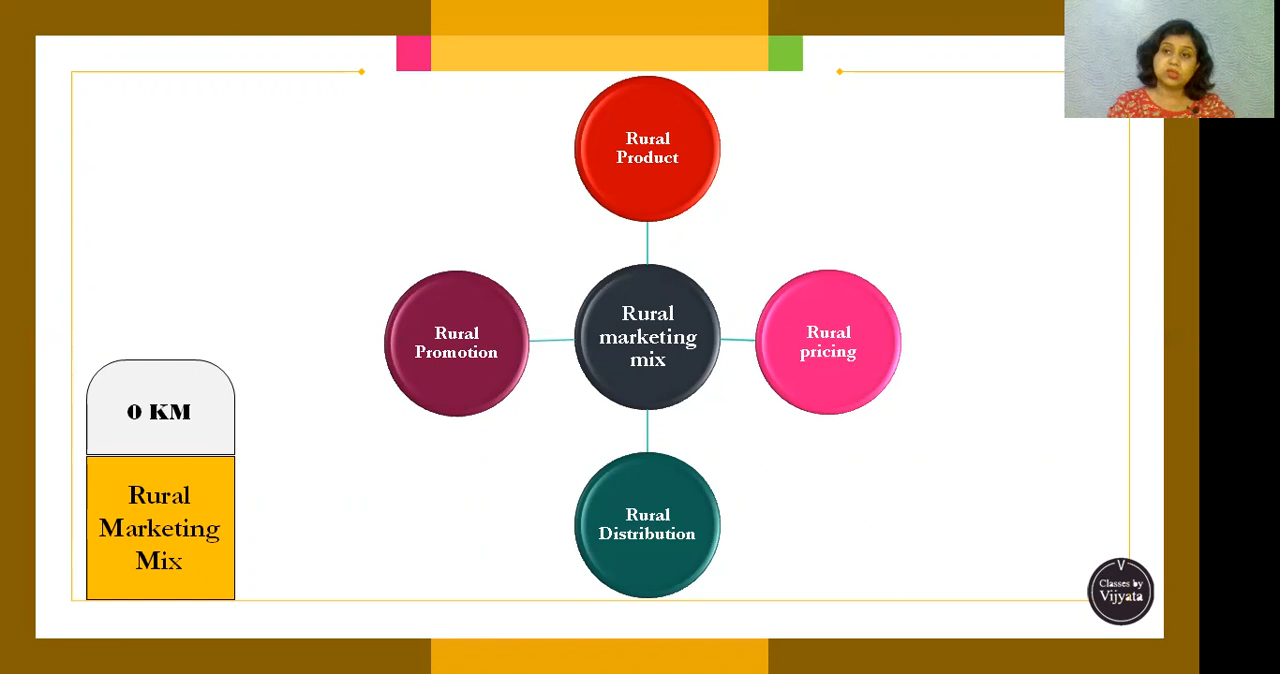 Rural
Product
Rural
Promotion
Rural
marketing
mix
Rural
pricing
Rural
Distribution
0 KM
Rural
Marketing
Mix
V
Classes by
Vijyata